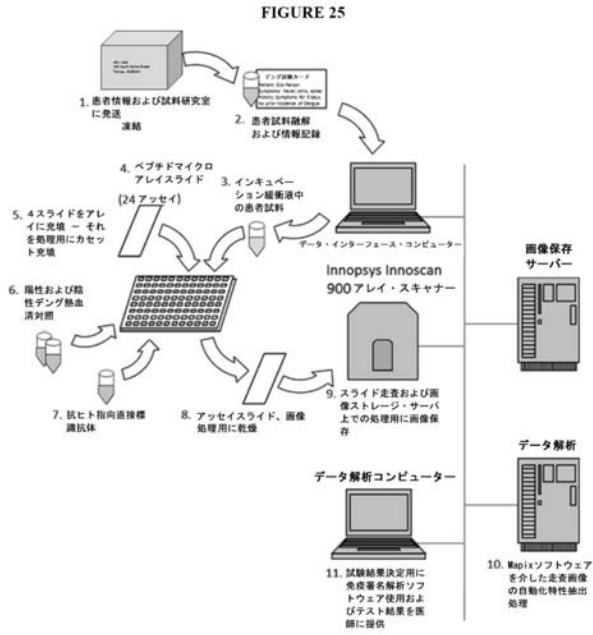 FIGURE 25
1. 患者情報および試料研究室
に発送
凍結
デング試験カード
2. 患者試料融解
および情報記録
4. ペプチドマイクロ
アレイスライド
(24アッセイ)
3. インキュベー
ション緩衝液中
の患者試料
5. 4スライドをアレ
イに充填 － それ
を処理用にカセット
充填
データ・インターフェース・コンピューター
画像保存
サーバー
6. 陽性および陰
性デング熱血
清対照
Innopsys Innoscan
900 アレイ・スキャナー
7. 抗ヒト指向直接標
識抗体
8. アッセイスライド、画像
処理用に乾燥
9. スライド走査および画
像ストレージ・サーバ
上での処理用に画像保
存
データ解析コンピューター
データ解析
11. 試験結果決定用に
免疫署名解析ソフ
トウェア使用およ
びテスト結果を医
師に提供
10. Mapixソフトウェア
を介した走査画像
の自動化特性抽出
処理